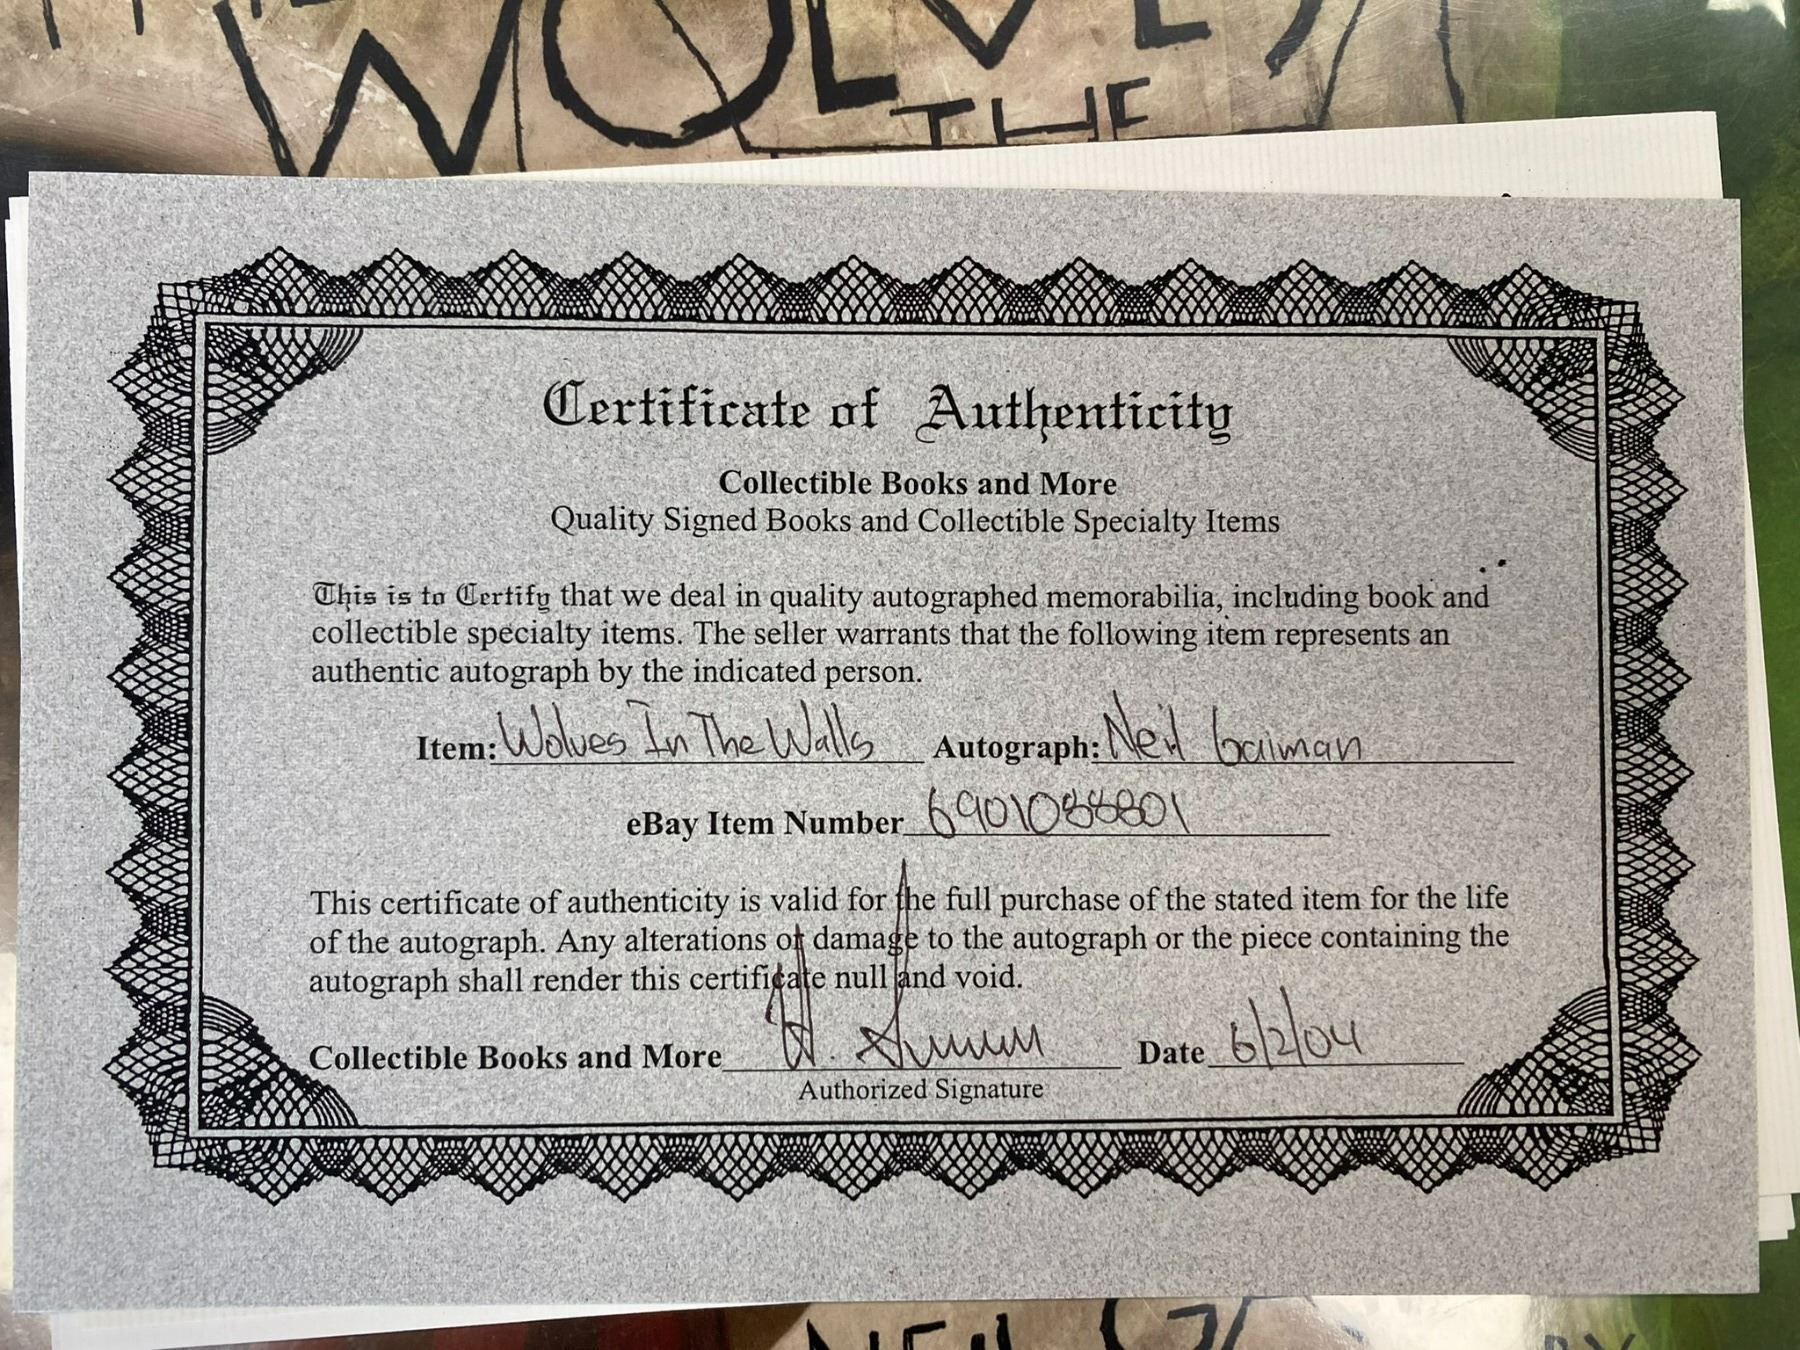 WOLVES
THE
Certificate of Authenticity
Collectible Books and More
Quality Signed Books and Collectible Specialty Items
This is to Certify that we deal in quality autographed memorabilia, including book and
collectible specialty items. The seller warrants that the following item represents an
authentic autograph by the indicated person.
Item: Wolves In The Walls Autograph: Neil Gaiman
eBay Item Number 6901088801
This certificate of authenticity is valid for the full purchase of the stated item for the life
of the autograph. Any alterations or damage to the autograph or the piece containing the
autograph shall render this certificate null and void.
Collectible Books and More Date 6/2/04
Authorized Signature
NEIL
BY